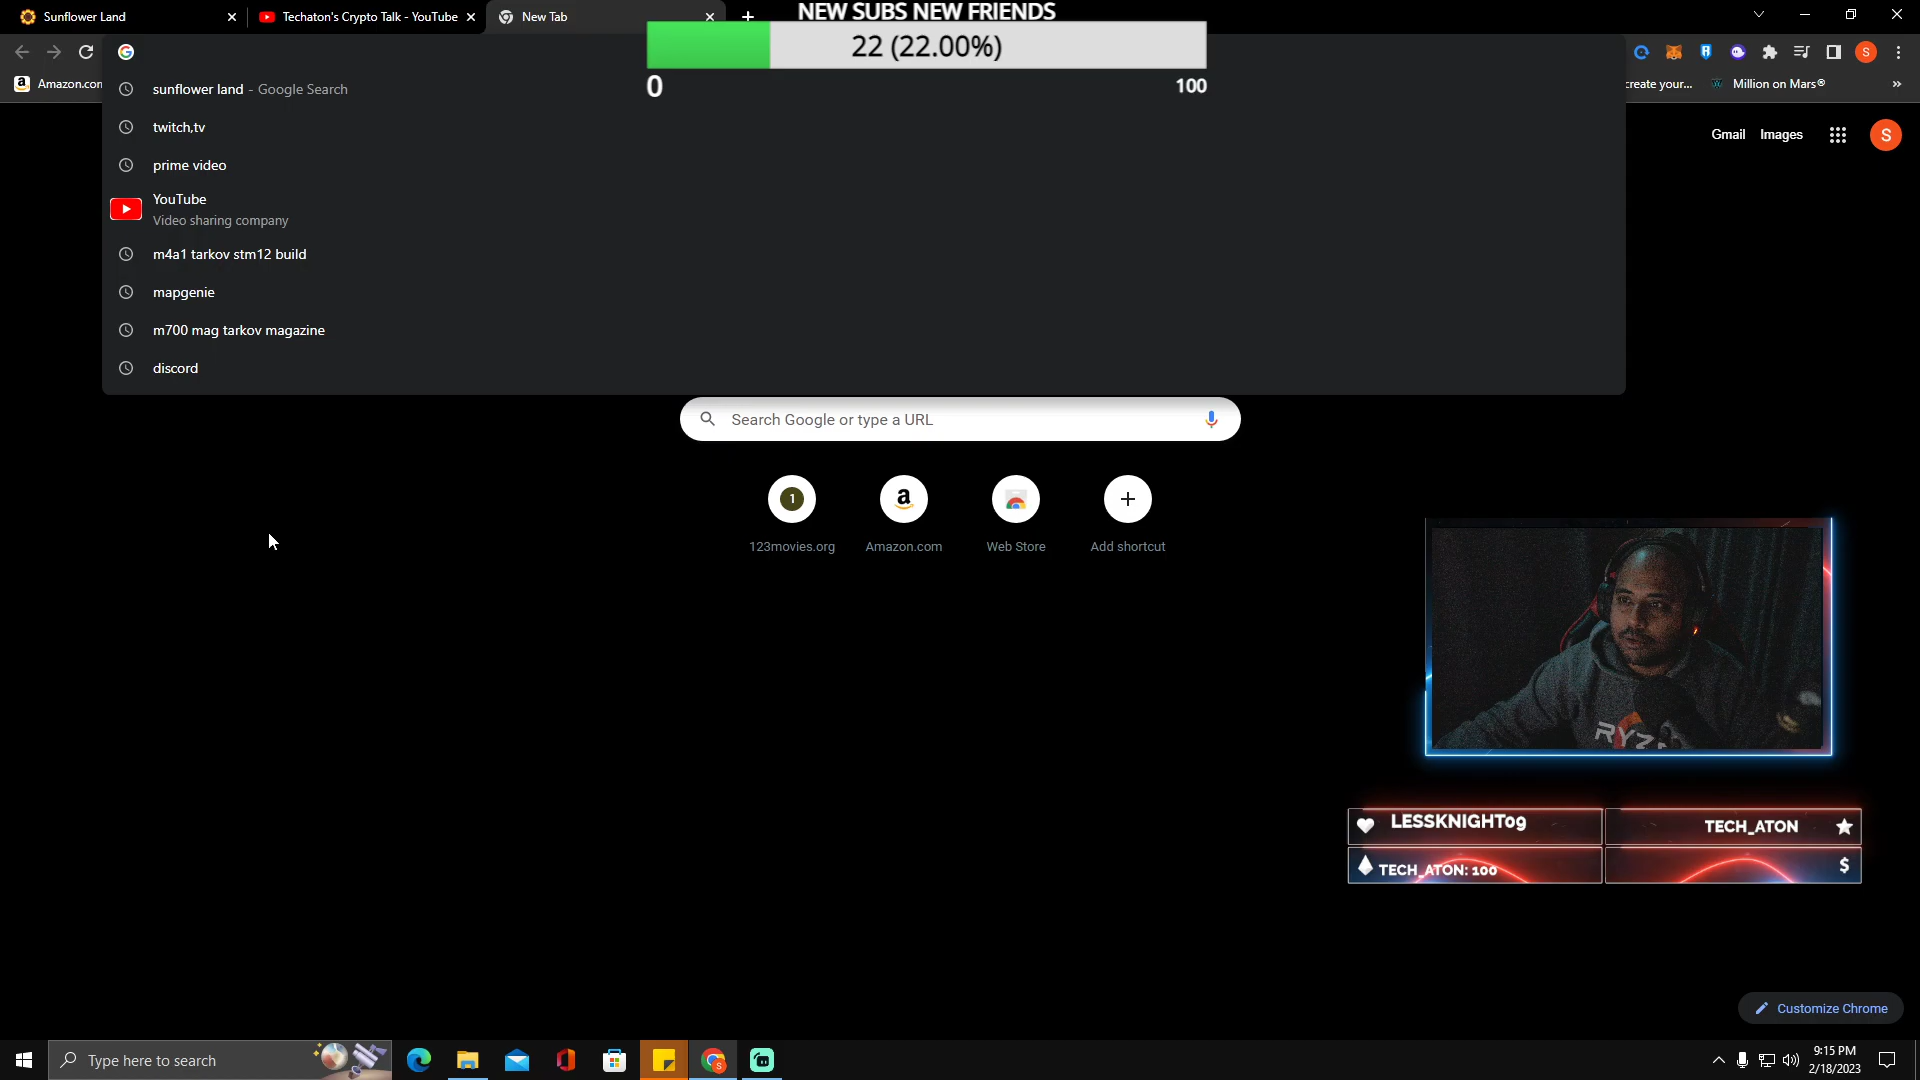 Sunflower Land
Techaton's Crypto Talk - YouTube
New Tab
NEW SUBS NEW FRIENDS
22 (22.00%)
0
100
Amazon.com
create your...
Million on Mars®
sunflower land - Google Search
twitch,tv
prime video
YouTube
Video sharing company
m4a1 tarkov stm12 build
mapgenie
m700 mag tarkov magazine
discord
Gmail
Images
S
Search Google or type a URL
1
123movies.org
Amazon.com
Web Store
Add shortcut
LESSKNIGHT09
TECH_ATON
TECH_ATON: 100
$
Customize Chrome
Type here to search
9:15 PM
2/18/2023